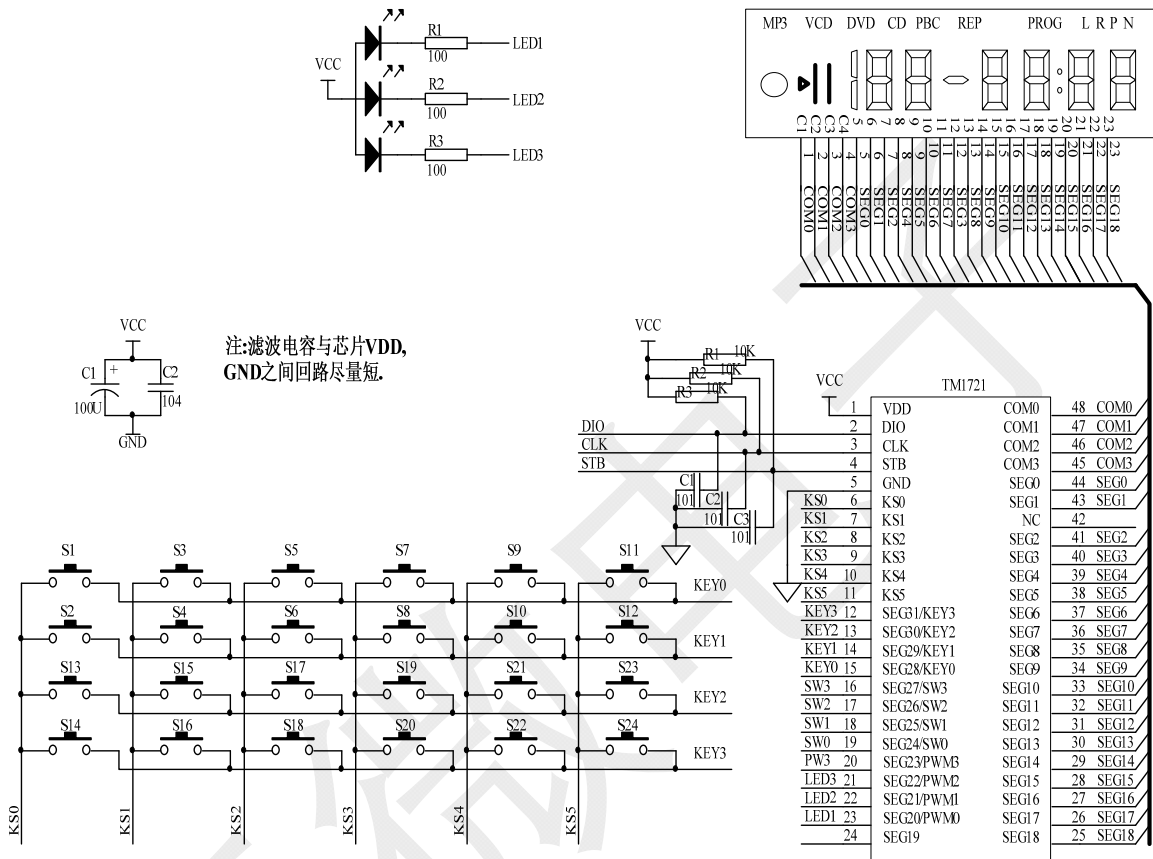 MP3 VCD DVD CD PBC REP PROG L R P N
C1 C2 C3 C4 5 6 7 8 9 10 11 12 13 14 15 16 17 18 19 20 21 22 23
1 2 3 4 5 6 7 8 9 10 11 12 13 14 15 16 17 18 19 20 21 22 23
COM0 COM1 COM2 COM3 SEG0 SEG1 SEG2 SEG4 SEG5 SEG6 SEG7 SEG3 SEG8 SEG9 SEG10 SEG11 SEG12 SEG13 SEG14 SEG15 SEG16 SEG17 SEG18
VCC
R1
100
LED1
R2
100
LED2
R3
100
LED3
VCC
C1
+
100U
C2
104
GND
注:滤波电容与芯片VDD,
GND之间回路尽量短.
VCC
R1 10K
R2 10K
R3 10K
DIO
CLK
STB
C1
101
C2
101
C3
101
VCC
TM1721
1 VDD COM0 48 COM0
2 DIO COM1 47 COM1
3 CLK COM2 46 COM2
4 STB COM3 45 COM3
5 GND SEG0 44 SEG0
KS0 6 KS0 SEG1 43 SEG1
KS1 7 KS1 NC 42
KS2 8 KS2 SEG2 41 SEG2
KS3 9 KS3 SEG3 40 SEG3
KS4 10 KS4 SEG4 39 SEG4
KS5 11 KS5 SEG5 38 SEG5
KEY3 12 SEG31/KEY3 SEG6 37 SEG6
KEY2 13 SEG30/KEY2 SEG7 36 SEG7
KEY1 14 SEG29/KEY1 SEG8 35 SEG8
KEY0 15 SEG28/KEY0 SEG9 34 SEG9
SW3 16 SEG27/SW3 SEG10 33 SEG10
SW2 17 SEG26/SW2 SEG11 32 SEG11
SW1 18 SEG25/SW1 SEG12 31 SEG12
SW0 19 SEG24/SW0 SEG13 30 SEG13
PW3 20 SEG23/PWM3 SEG14 29 SEG14
LED3 21 SEG22/PWM2 SEG15 28 SEG15
LED2 22 SEG21/PWM1 SEG16 27 SEG16
LED1 23 SEG20/PWM0 SEG17 26 SEG17
24 SEG19 SEG18 25 SEG18
S1 S3 S5 S7 S9 S11
KEY0
S2 S4 S6 S8 S10 S12
KEY1
S13 S15 S17 S19 S21 S23
KEY2
S14 S16 S18 S20 S22 S24
KEY3
KS0 KS1 KS2 KS3 KS4 KS5
微电子